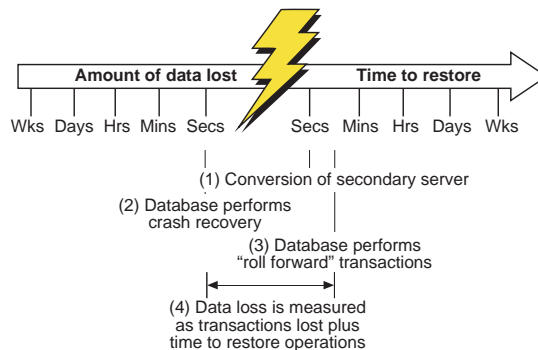 Amount of data lost Time to restore
Wks Days Hrs Mins Secs Secs Mins Hrs Days Wks
(1) Conversion of secondary server
(2) Database performs
crash recovery
(3) Database performs
“roll forward” transactions
(4) Data loss is measured
as transactions lost plus
time to restore operations